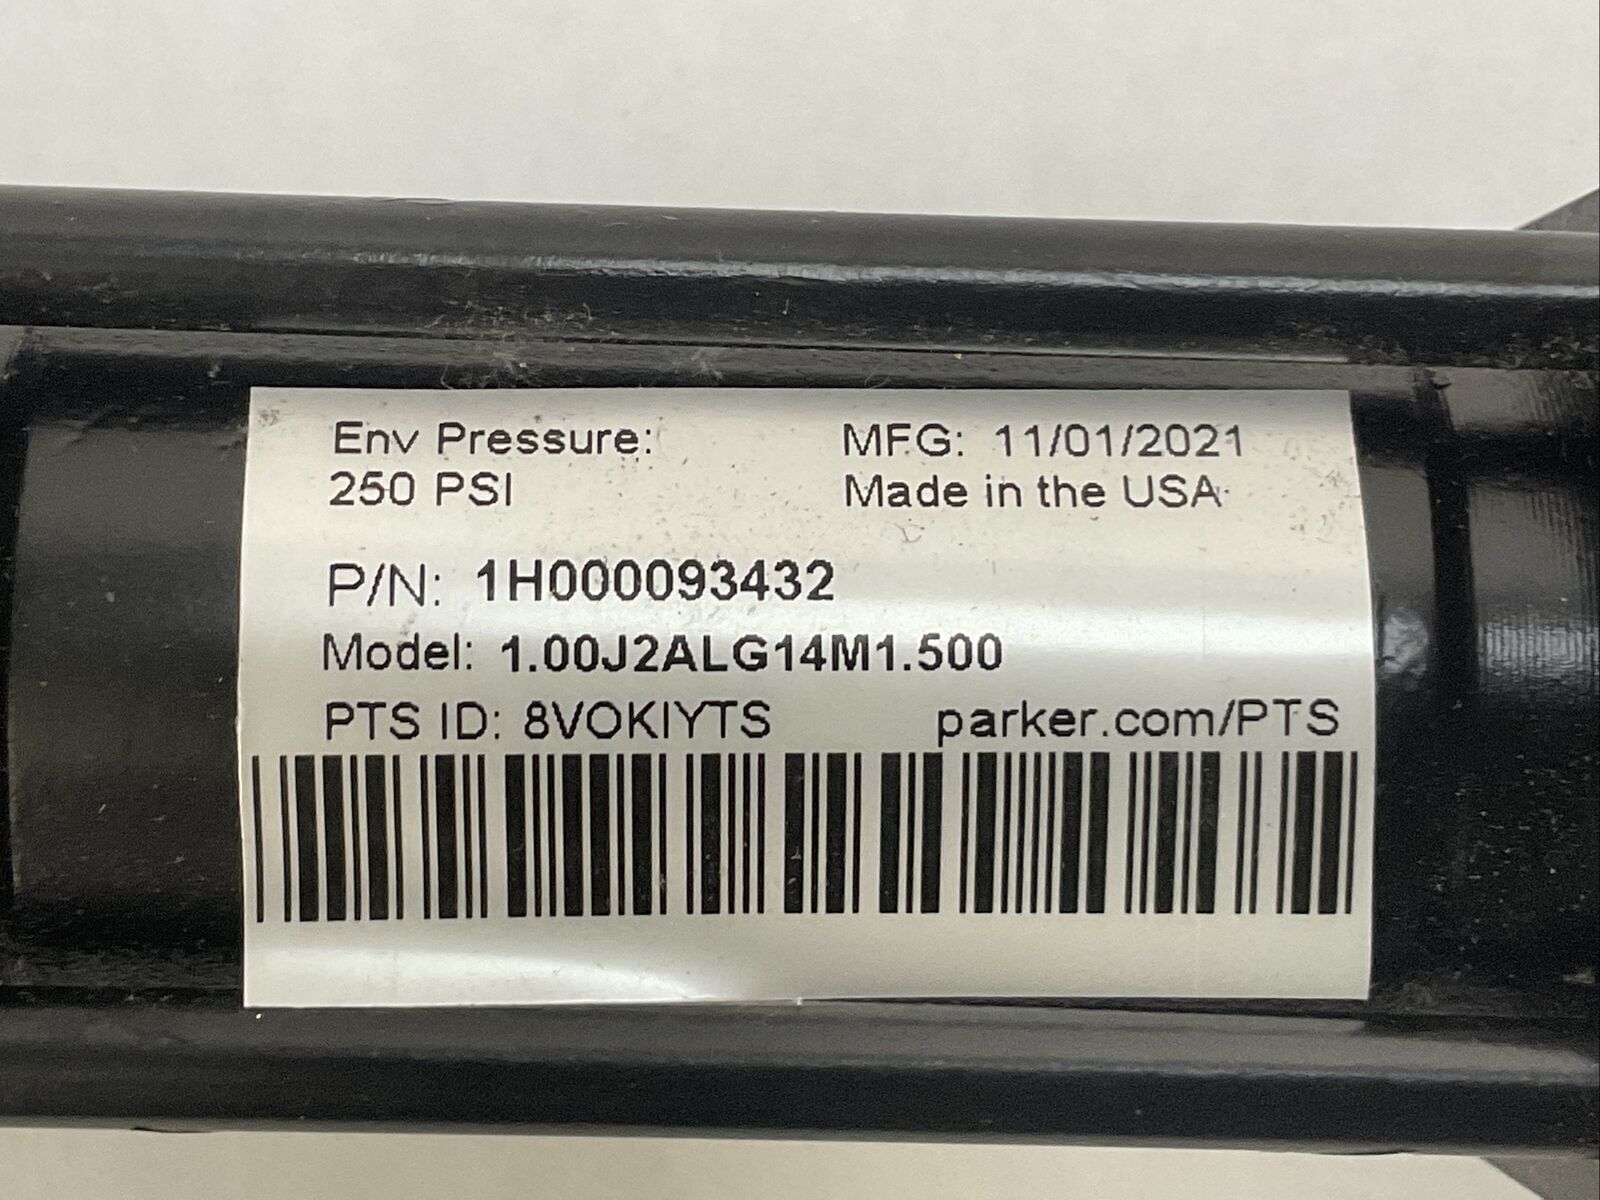 Env Pressure: MFG: 11/01/2021
250 PSI Made in the USA
P/N: 1H000093432
Model: 1.00J2ALG14M1.500
PTS ID: 8VOKIYTS parker.com/PTS